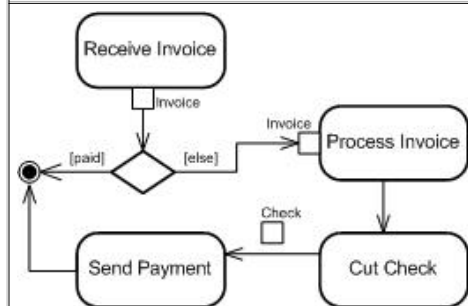 Receive Invoice
Invoice
[paid]
[else]
Invoice
Process Invoice
Check
Send Payment
Cut Check